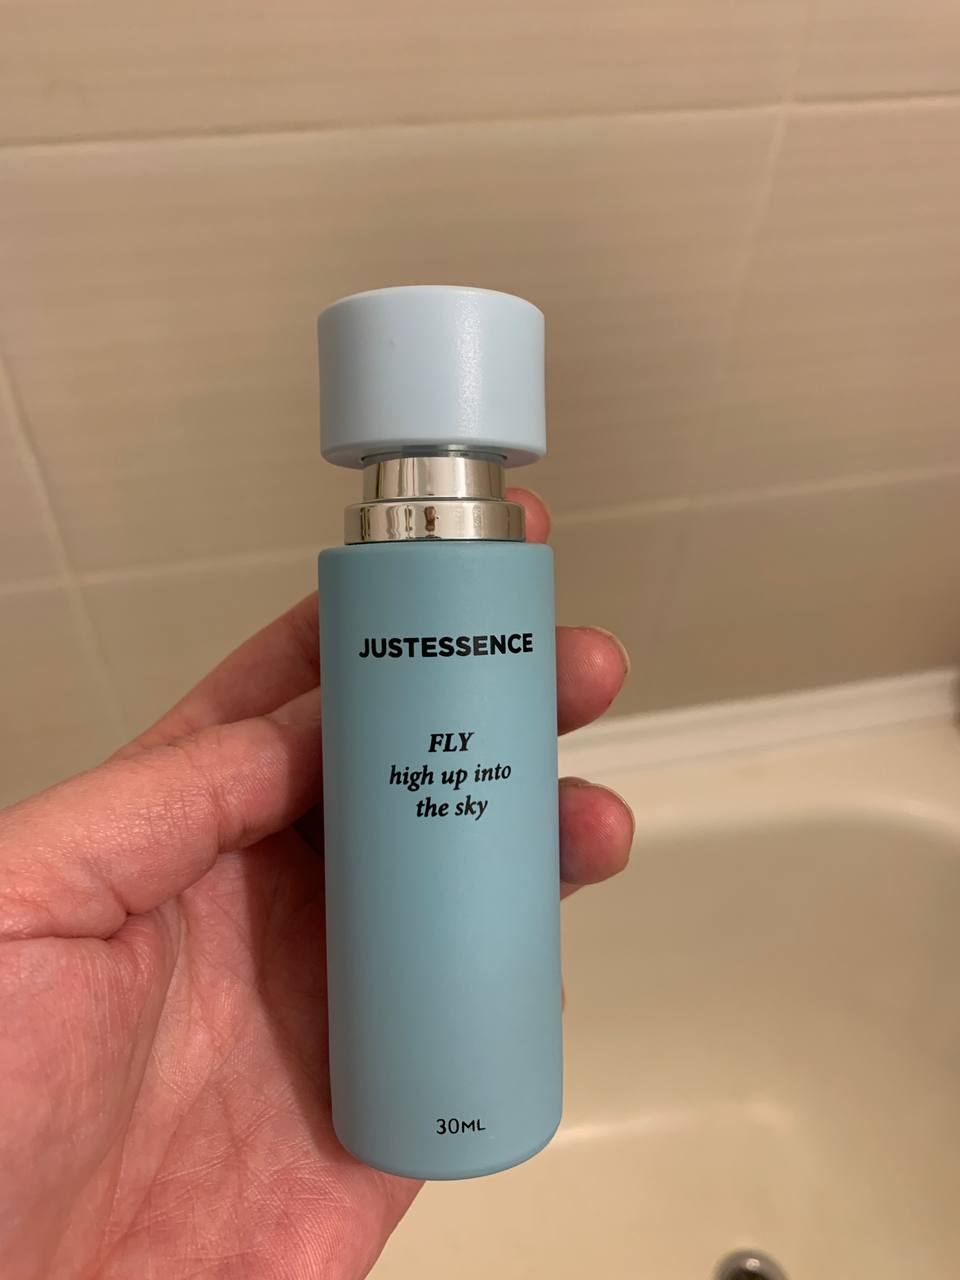 JUSTESSENCE
FLY
high up into
the sky
30ML